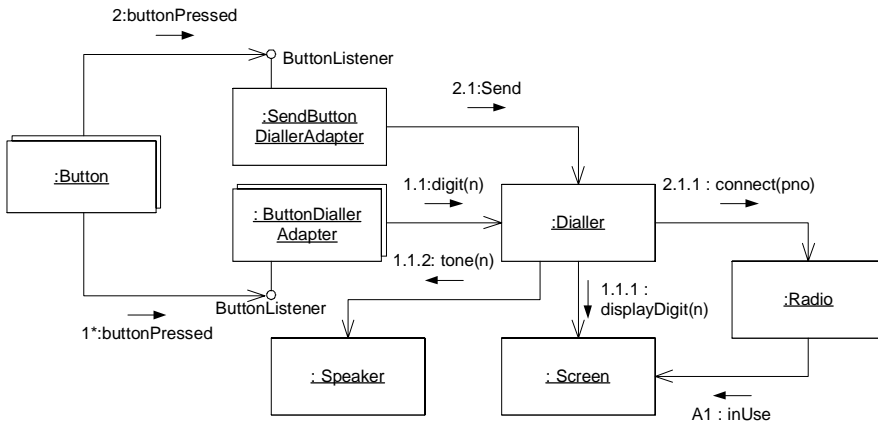 2:buttonPressed
ButtonListener
2.1:Send
:SendButton
DiallerAdapter
:Button
1.1:digit(n)
2.1.1 : connect(pno)
: ButtonDialler
Adapter
:Dialler
1.1.2: tone(n)
1.1.1 :
displayDigit(n)
:Radio
ButtonListener
1*:buttonPressed
: Speaker
: Screen
A1 : inUse